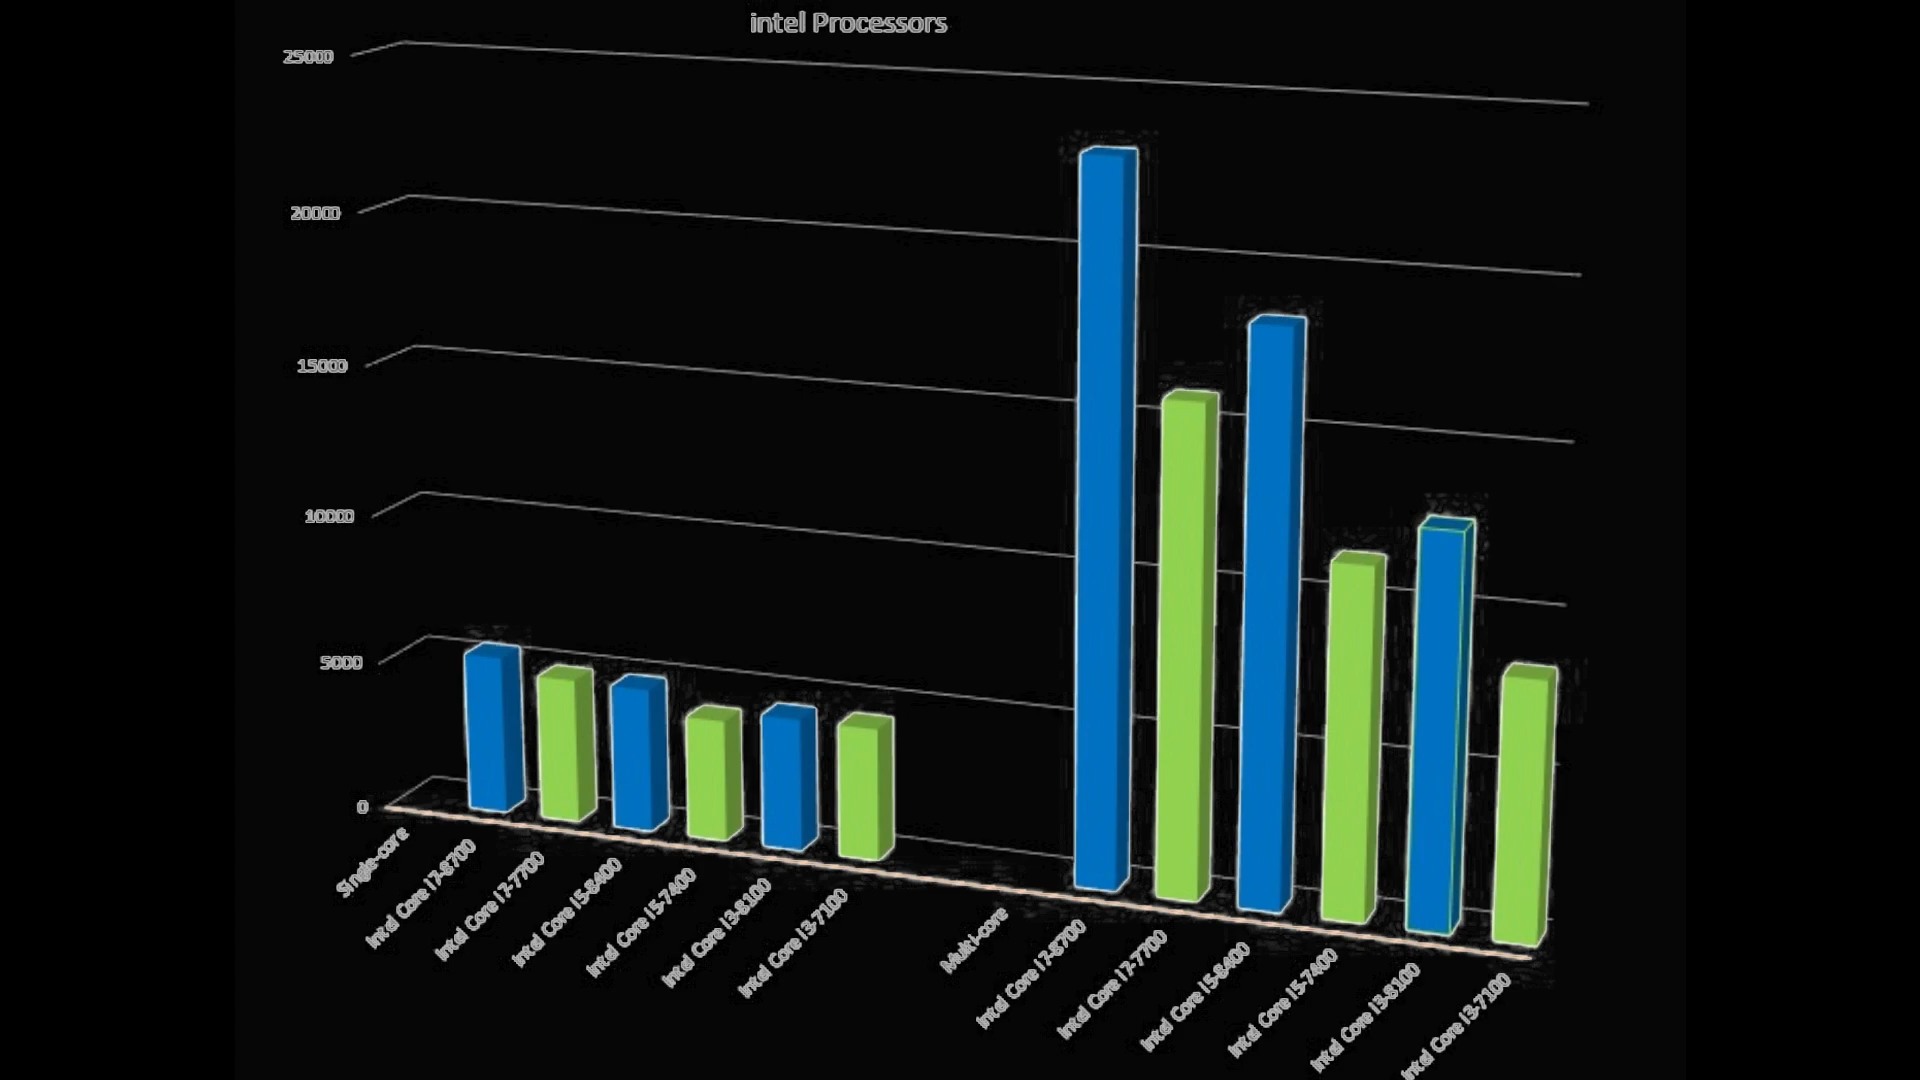 intel Processors
25000
20000
15000
10000
5000
0
Single-core
Intel Core i7-8700
Intel Core i7-7700
Intel Core i5-8400
Intel Core i5-7400
Intel Core i3-8100
Intel Core i3-7100
Multi-core
Intel Core i7-8700
Intel Core i7-7700
Intel Core i5-8400
Intel Core i5-7400
Intel Core i3-8100
Intel Core i3-7100